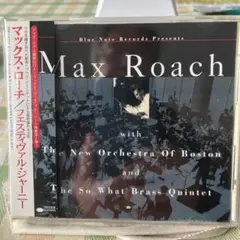 Blue Note Records Presents
Max Roach
with
The New Orchestra Of Boston
and
The So What Brass Quintet
マックス・ローチ/フェスティヴァル・ジャーニー